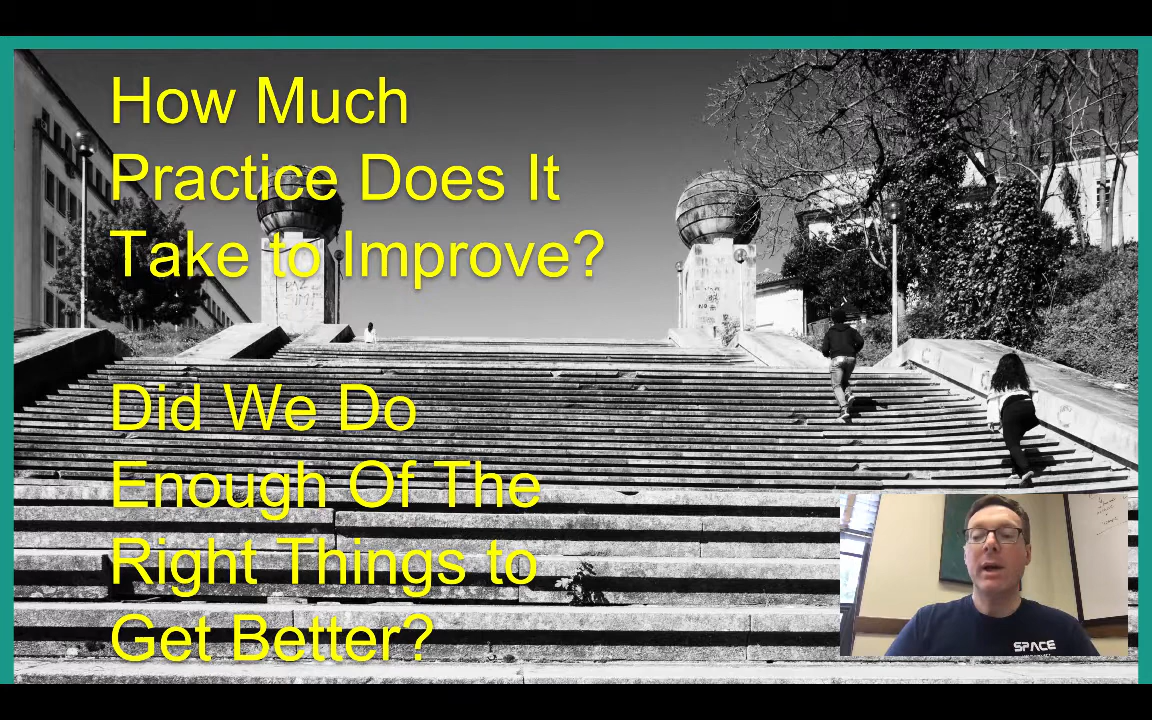 How Much
Practice Does It
Take to Improve?
Did We Do
Enough Of The
Right Things to
Get Better?
SPACE